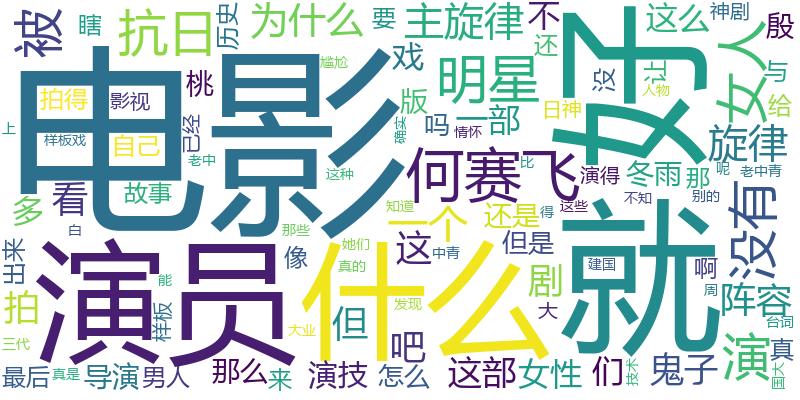 被 瞎 抗日 历史 为什么 要 主旋律 不 好 这么 神剧 殷
电影 尴尬 戏 明星 还 没 让 人物 女人 与 给
桃 拍得 影视 版 吗 一部 日神
上 样板戏 自己 已经 老中 确实 情怀 旋律
看 故事 这种 何赛飞 比 演得 冬雨 那 呢 老中青
多 白 那些 知道 一个 还是 得 这些 不知 别的 没有
出来 像 她们 这 中青 但是 就 建国 啊 周
演员 什么 真的 剧 大 阵容
拍 样板 能 大业 但 发现 吧 台词
三代 演 真
最后 真是 导演 男人 那么 来 演技 怎么 这部 女性 们 技术 鬼子 国大